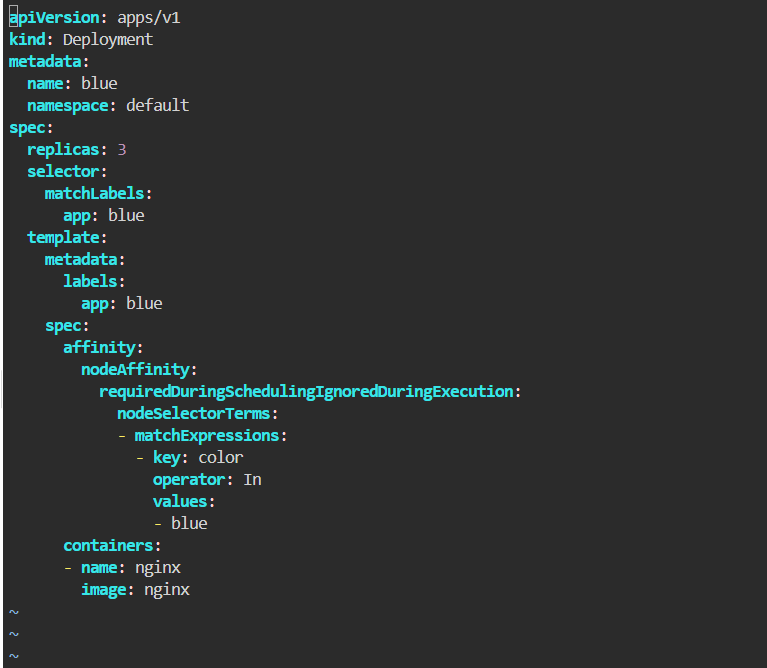 apiVersion: apps/v1
kind: Deployment
metadata:
  name: blue
  namespace: default
spec:
  replicas: 3
  selector:
    matchLabels:
      app: blue
  template:
    metadata:
      labels:
        app: blue
    spec:
      affinity:
        nodeAffinity:
          requiredDuringSchedulingIgnoredDuringExecution:
            nodeSelectorTerms:
            - matchExpressions:
              - key: color
                operator: In
                values:
                - blue
      containers:
      - name: nginx
        image: nginx
~
~
~